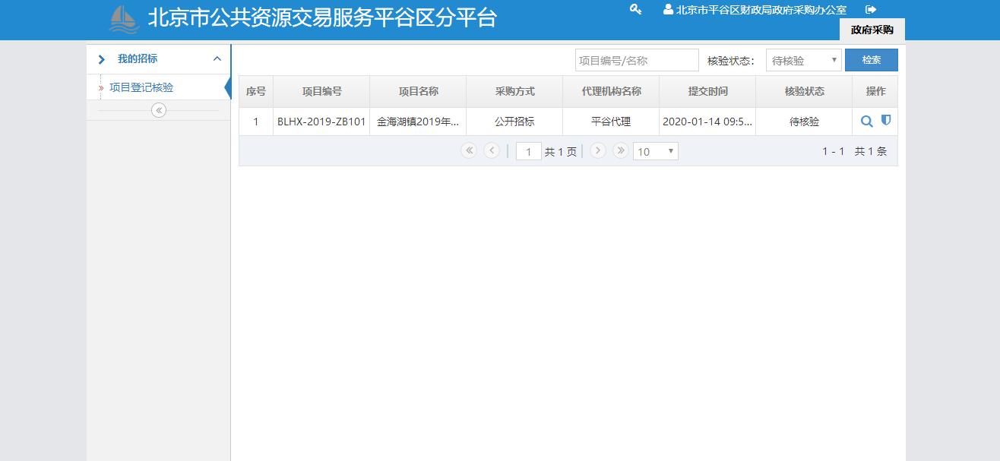 北京市公共资源交易服务平谷区分平台
北京市平谷区财政局政府采购办公室
政府采购
我的招标
项目登记核验
项目编号/名称 核验状态： 待核验 检索
序号 项目编号 项目名称 采购方式 代理机构名称 提交时间 核验状态 操作
1 BLHX-2019-ZB101 金海湖镇2019年... 公开招标 平谷代理 2020-01-14 09:5... 待核验
1 共 1 页 10 1 - 1 共 1 条